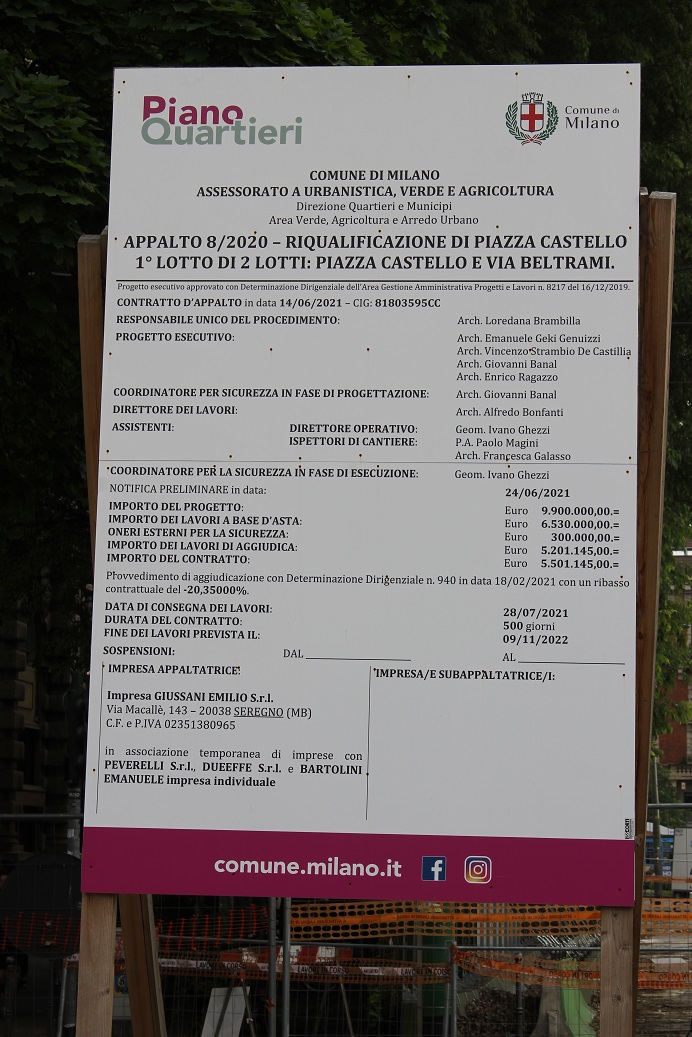 Piano
Quartieri
Comune di
Milano
COMUNE DI MILANO
ASSESSORATO A URBANISTICA, VERDE E AGRICOLTURA
Direzione Quartieri e Municipi
Area Verde, Agricoltura e Arredo Urbano
APPALTO 8/2020 – RIQUALIFICAZIONE DI PIAZZA CASTELLO
1° LOTTO DI 2 LOTTI: PIAZZA CASTELLO E VIA BELTRAMI.
Progetto esecutivo approvato con Determinazione Dirigenziale dell'Area Gestione Amministrativa Progetti e Lavori n. 8217 del 16/12/2019.
CONTRATTO D'APPALTO in data 14/06/2021 – CIG: 81803595CC
RESPONSABILE UNICO DEL PROCEDIMENTO: Arch. Loredana Brambilla
PROGETTO ESECUTIVO: Arch. Emanuele Geki Genuizzi
Arch. Vincenzo Strambio De Castillia
Arch. Giovanni Banal
Arch. Enrico Ragazzo
COORDINATORE PER SICUREZZA IN FASE DI PROGETTAZIONE: Arch. Giovanni Banal
DIRETTORE DEI LAVORI: Arch. Alfredo Bonfanti
ASSISTENTI: DIRETTORE OPERATIVO: Geom. Ivano Ghezzi
ISPETTORI DI CANTIERE: P.A. Paolo Magini
Arch. Francesca Galasso
COORDINATORE PER LA SICUREZZA IN FASE DI ESECUZIONE: Geom. Ivano Ghezzi
NOTIFICA PRELIMINARE in data: 24/06/2021
IMPORTO DEL PROGETTO: Euro 9.900.000,00.=
IMPORTO DEI LAVORI A BASE D'ASTA: Euro 6.530.000,00.=
ONERI ESTERNI PER LA SICUREZZA: Euro 300.000,00.=
IMPORTO DEI LAVORI DI AGGIUDICA: Euro 5.201.145,00.=
IMPORTO DEL CONTRATTO: Euro 5.501.145,00.=
Provvedimento di aggiudicazione con Determinazione Dirigenziale n. 940 in data 18/02/2021 con un ribasso
contrattuale del -20,35000%.
DATA DI CONSEGNA DEI LAVORI: 28/07/2021
DURATA DEL CONTRATTO: 500 giorni
FINE DEI LAVORI PREVISTA IL: 09/11/2022
SOSPENSIONI: DAL AL
IMPRESA APPALTATRICE: IMPRESA/E SUBAPPALTATRICE/I:
Impresa GIUSSANI EMILIO S.r.l.
Via Macallè, 143 – 20038 SEREGNO (MB)
C.F. e P.IVA 02351380965
in associazione temporanea di imprese con
PEVERELLI S.r.l., DUEEFFE S.r.l. e BARTOLINI
EMANUELE impresa individuale
comune.milano.it